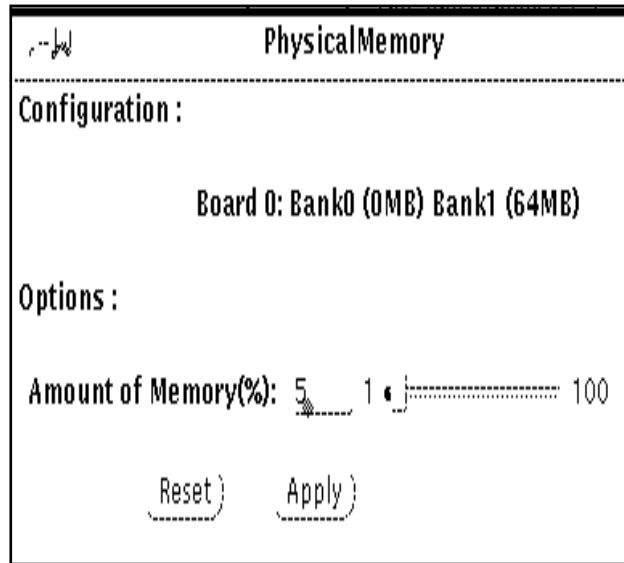 PhysicalMemory
Configuration :
Board 0: Bank0 (0MB) Bank1 (64MB)
Options :
Amount of Memory(%): 5 1 100
Reset Apply